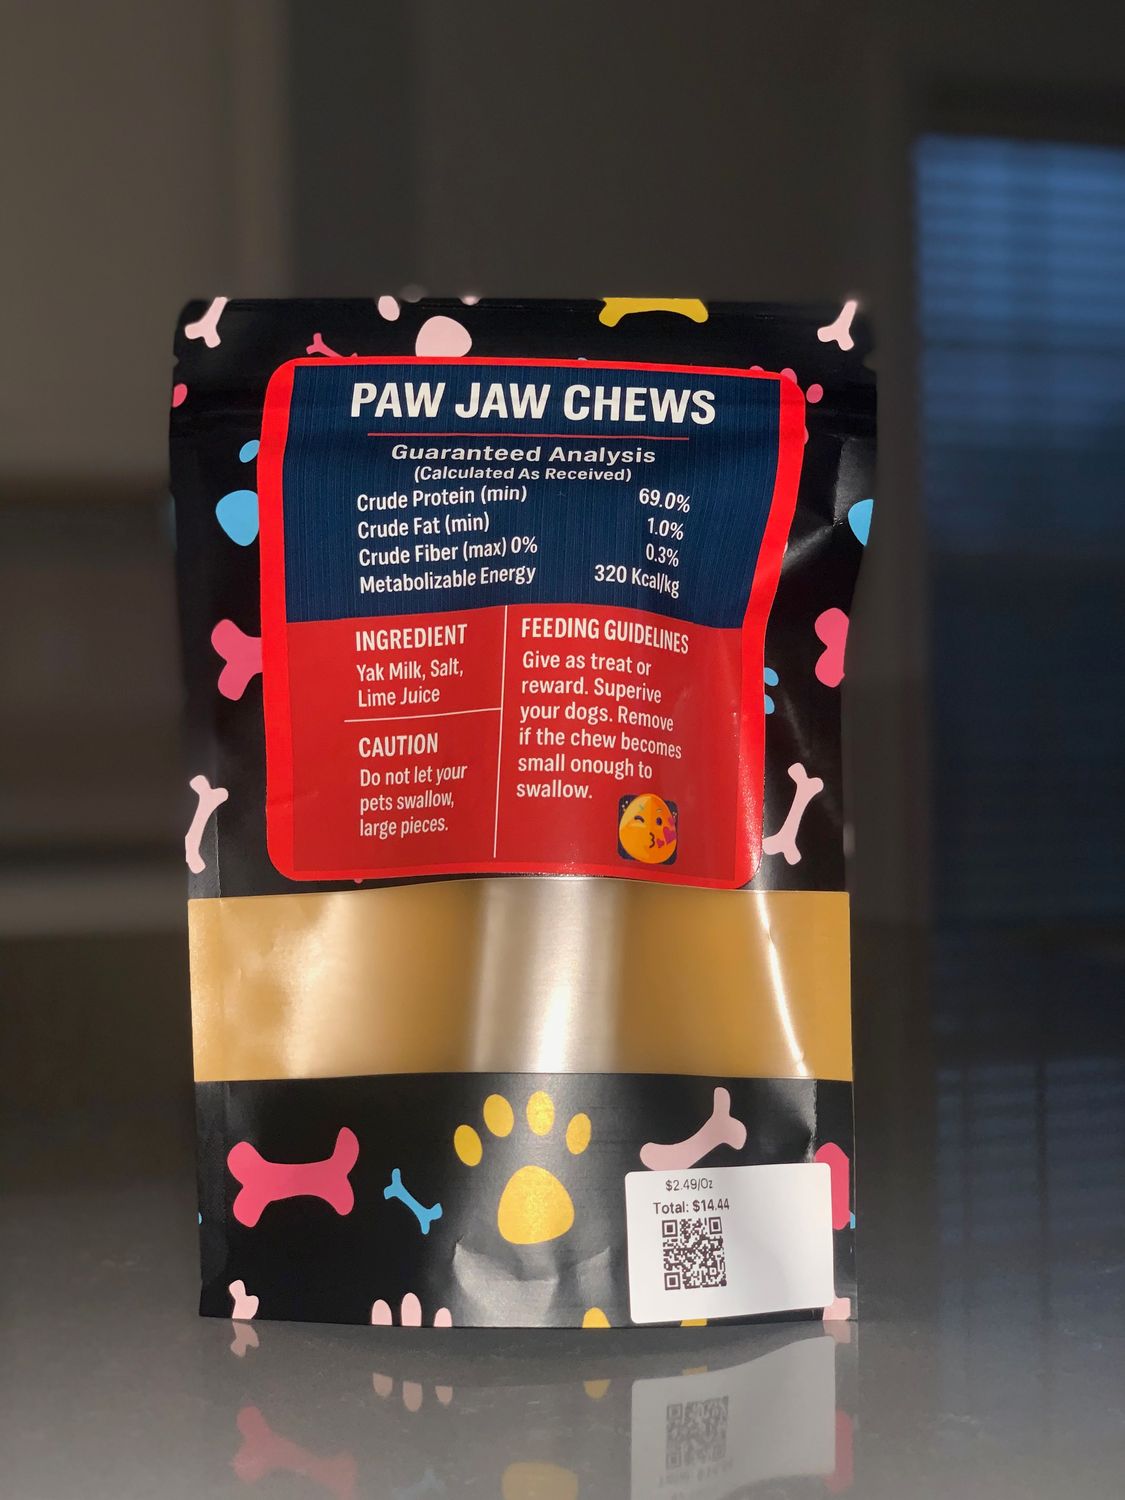 PAW JAW CHEWS
Guaranteed Analysis
(Calculated As Received)
Crude Protein (min) 69.0%
Crude Fat (min) 1.0%
Crude Fiber (max) 0% 0.3%
Metabolizable Energy 320 Kcal/kg
INGREDIENT
Yak Milk, Salt,
Lime Juice
CAUTION
Do not let your
pets swallow,
large pieces.
FEEDING GUIDELINES
Give as treat or
reward. Superive
your dogs. Remove
if the chew becomes
small onough to
swallow.
$2.49/Oz
Total: $14.44